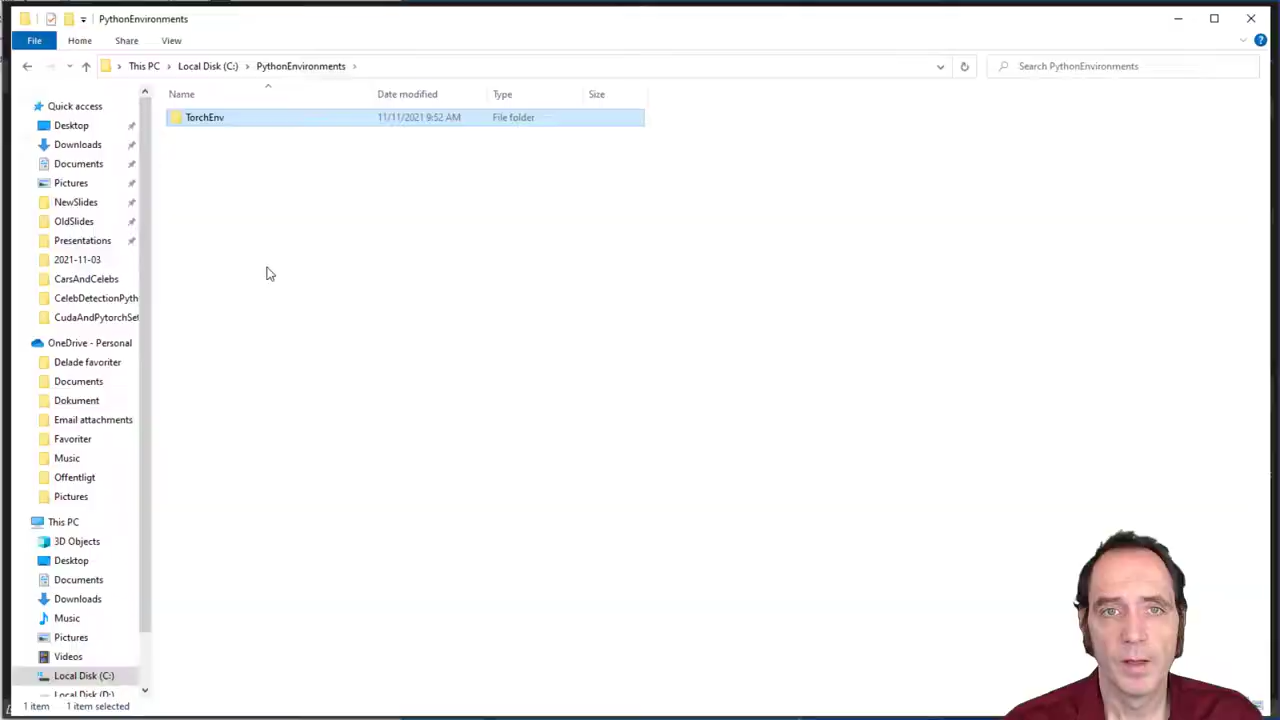 PythonEnvironments
File Home Share View
This PC Local Disk (C:) PythonEnvironments Search PythonEnvironments
Name Date modified Type Size
TorchEnv 11/11/2021 9:52 AM File folder
Quick access
Desktop
Downloads
Documents
Pictures
NewSlides
OldSlides
Presentations
2021-11-03
CarsAndCelebs
CelebDetectionPyth
CudaAndPytorchSet
OneDrive - Personal
Delade favoriter
Documents
Dokument
Email attachments
Favoriter
Music
Offentligt
Pictures
This PC
3D Objects
Desktop
Documents
Downloads
Music
Pictures
Videos
Local Disk (C:)
Local Disk (D:)
1 item 1 item selected